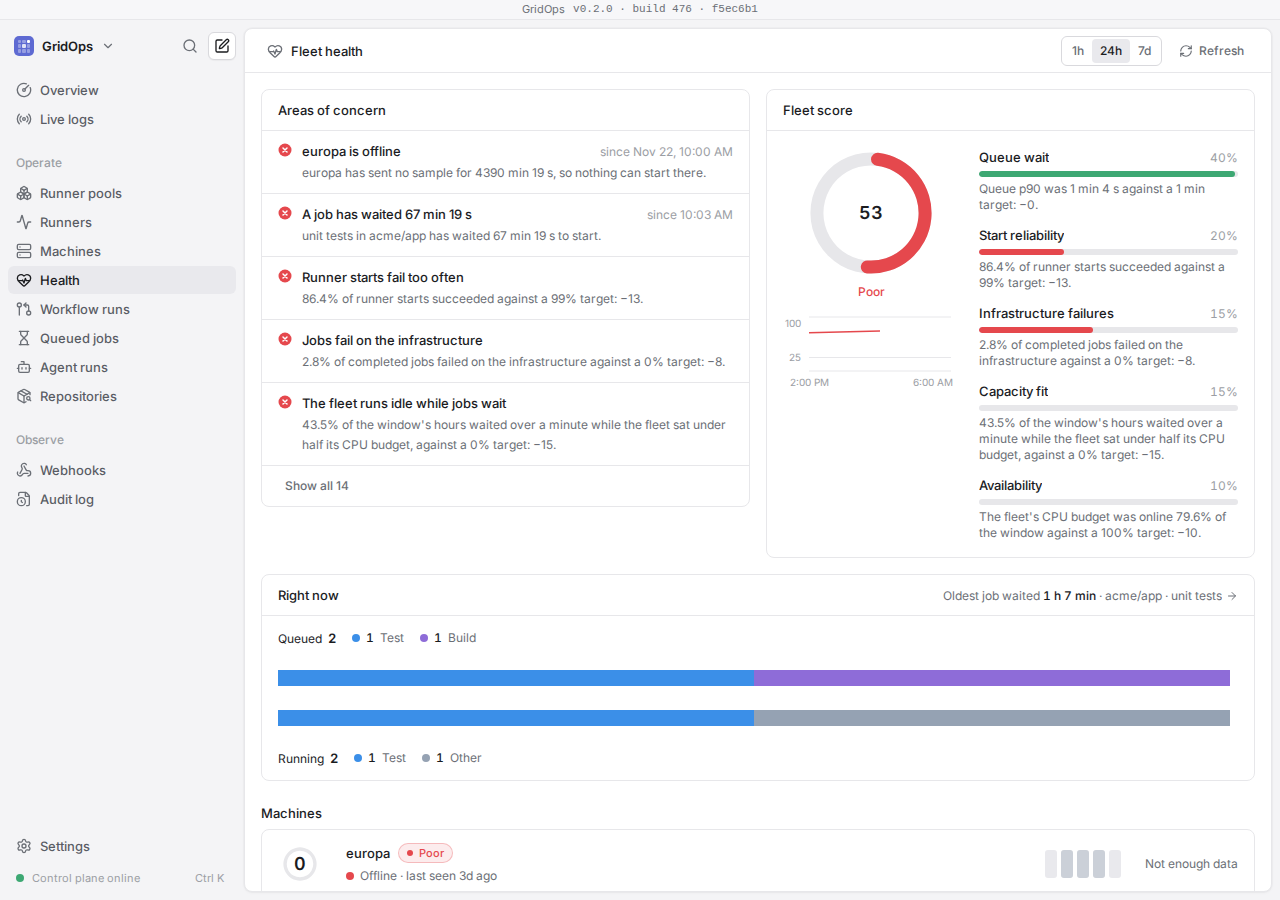 GridOps v0.2.0 · build 476 · f5ec6b1
GridOps
Overview
Live logs
Operate
Runner pools
Runners
Machines
Health
Workflow runs
Queued jobs
Agent runs
Repositories
Observe
Webhooks
Audit log
Settings
Control plane online Ctrl K
Fleet health
1h 24h 7d Refresh
Areas of concern
europa is offline since Nov 22, 10:00 AM
europa has sent no sample for 4390 min 19 s, so nothing can start there.
A job has waited 67 min 19 s since 10:03 AM
unit tests in acme/app has waited 67 min 19 s to start.
Runner starts fail too often
86.4% of runner starts succeeded against a 99% target: −13.
Jobs fail on the infrastructure
2.8% of completed jobs failed on the infrastructure against a 0% target: −8.
The fleet runs idle while jobs wait
43.5% of the window's hours waited over a minute while the fleet sat under
half its CPU budget, against a 0% target: −15.
Show all 14
Fleet score
53
Poor
100
25
2:00 PM 6:00 AM
Queue wait 40%
Queue p90 was 1 min 4 s against a 1 min
target: −0.
Start reliability 20%
86.4% of runner starts succeeded against a
99% target: −13.
Infrastructure failures 15%
2.8% of completed jobs failed on the
infrastructure against a 0% target: −8.
Capacity fit 15%
43.5% of the window's hours waited over a
minute while the fleet sat under half its CPU
budget, against a 0% target: −15.
Availability 10%
The fleet's CPU budget was online 79.6% of
the window against a 100% target: −10.
Right now Oldest job waited 1 h 7 min · acme/app · unit tests →
Queued 2 1 Test 1 Build
Running 2 1 Test 1 Other
Machines
0 europa Poor
Offline · last seen 3d ago
Not enough data